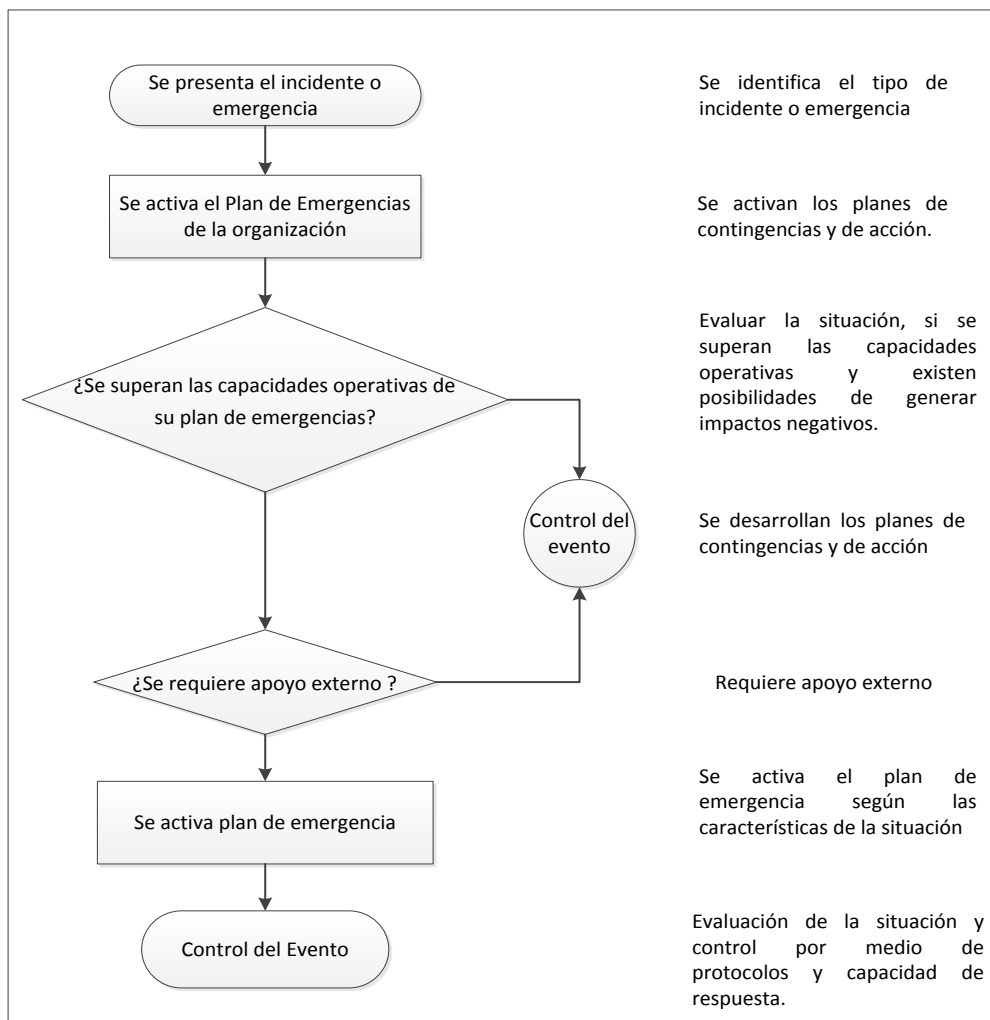 Se presenta el incidente o
emergencia
Se identifica el tipo de
incidente o emergencia
Se activa el Plan de Emergencias
de la organización
Se activan los planes de
contingencias y de acción.
¿Se superan las capacidades operativas de
su plan de emergencias?
Evaluar la situación, si se
superan las capacidades
operativas y existen
posibilidades de generar
impactos negativos.
Control del
evento
Se desarrollan los planes de
contingencias y de acción
¿Se requiere apoyo externo ?
Requiere apoyo externo
Se activa plan de emergencia
Se activa el plan de
emergencia según las
características de la situación
Control del Evento
Evaluación de la situación y
control por medio de
protocolos y capacidad de
respuesta.